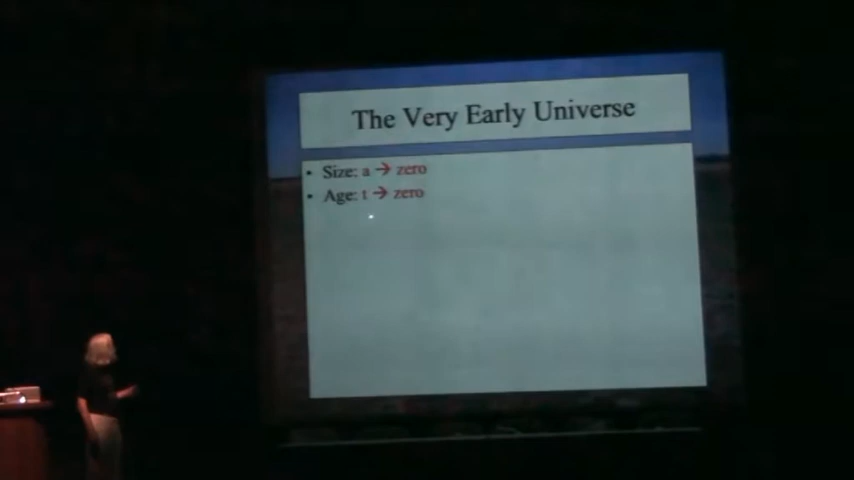 The Very Early Universe
• Size: a → zero
• Age: t → zero